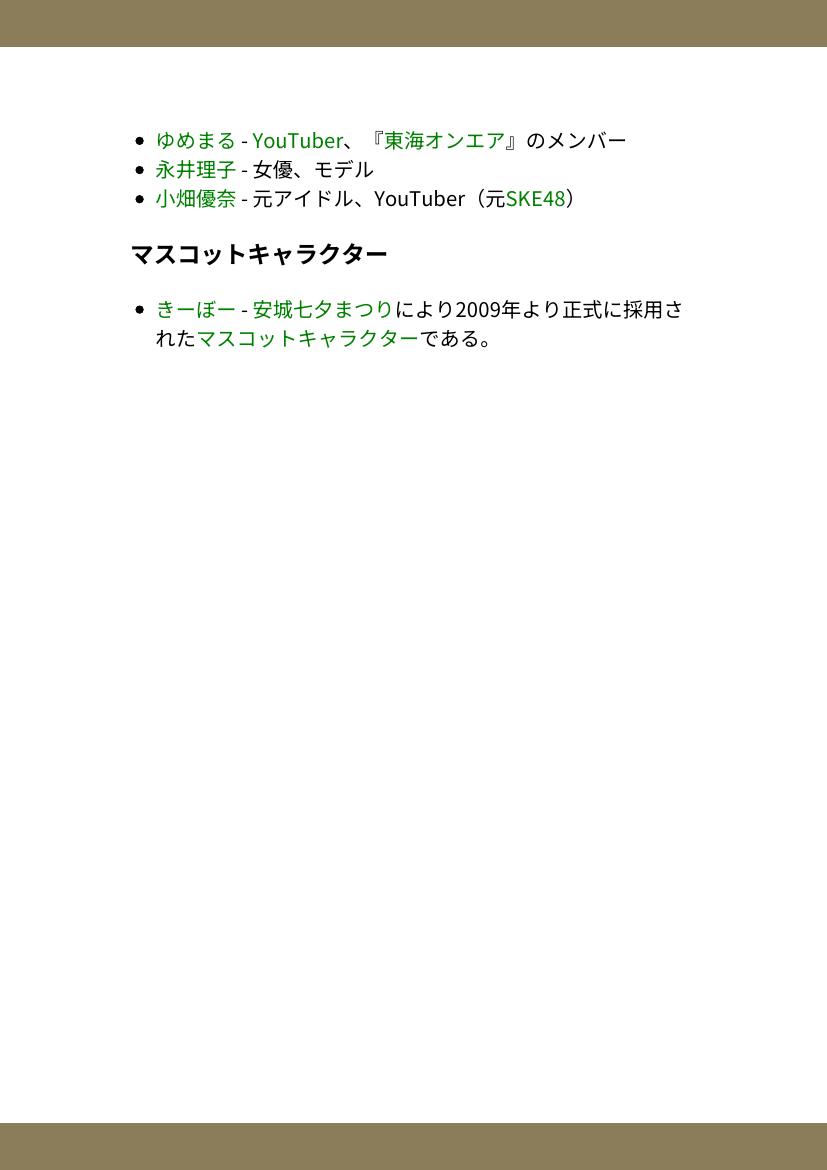 • ゆめまる - YouTuber、『東海オンエア』のメンバー
• 永井理子 - 女優、モデル
• 小畑優奈 - 元アイドル、YouTuber（元SKE48）
マスコットキャラクター
• きーぼー - 安城七夕まつりにより2009年より正式に採用さ
れたマスコットキャラクターである。